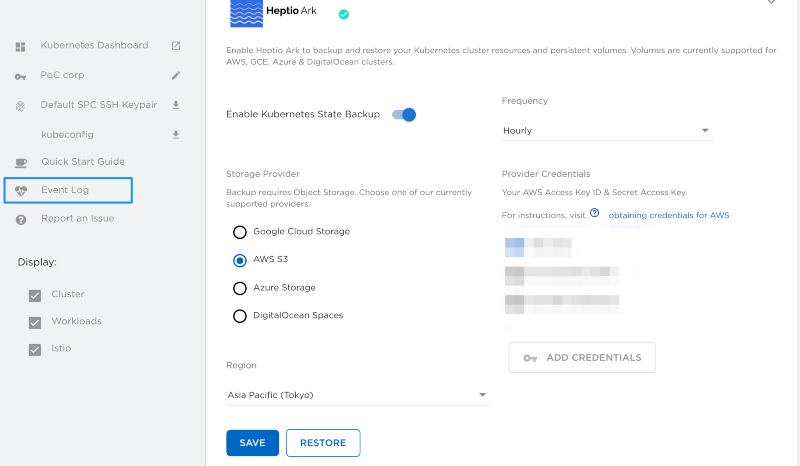 Kubernetes Dashboard
PoC corp
Default SPC SSH Keypair
kubeconfig
Quick Start Guide
Event Log
Report an Issue
Display:
Cluster
Workloads
Istio
Heptio Ark
Enable Heptio Ark to backup and restore your Kubernetes cluster resources and persistent volumes. Volumes are currently supported for
AWS, GCE, Azure & DigitalOcean clusters.
Enable Kubernetes State Backup
Frequency
Hourly
Storage Provider
Backup requires Object Storage. Choose one of our currently
supported providers.
Google Cloud Storage
AWS S3
Azure Storage
DigitalOcean Spaces
Provider Credentials
Your AWS Access Key ID & Secret Access Key.
For instructions, visit ? obtaining credentials for AWS
ADD CREDENTIALS
Region
Asia Pacific (Tokyo)
SAVE
RESTORE